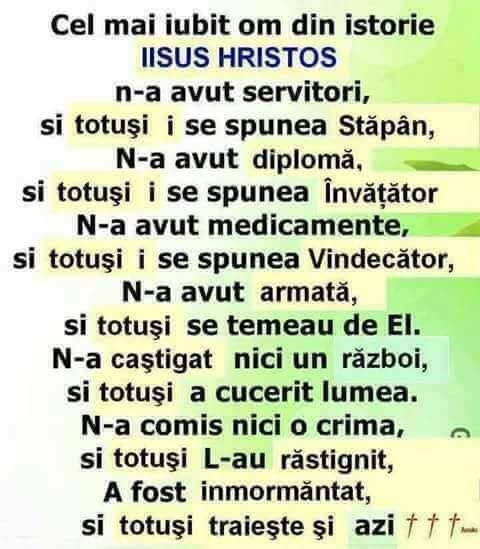 Cel mai iubit om din istorie
IISUS HRISTOS
n-a avut servitori,
si totuşi i se spunea Stăpân,
N-a avut diplomă,
si totuşi i se spunea Învăţător
N-a avut medicamente,
si totuşi i se spunea Vindecător,
N-a avut armată,
si totuşi se temeau de El.
N-a caştigat nici un război,
si totuşi a cucerit lumea.
N-a comis nici o crima,
si totuşi L-au răstignit,
A fost inmormântat,
si totuşi traieşte şi azi † † †